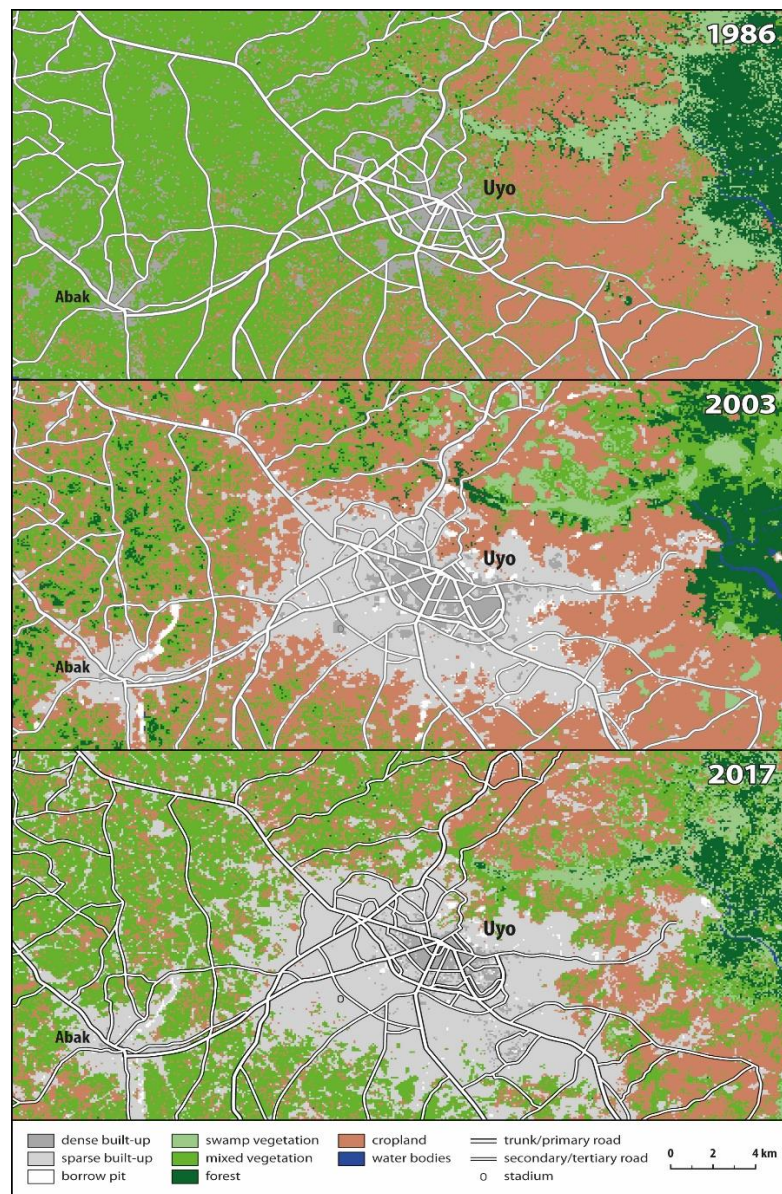 1986
Uyo
Abak
2003
Uyo
Abak
2017
Uyo
Abak
dense built-up swamp vegetation cropland trunk/primary road
sparse built-up mixed vegetation water bodies secondary/tertiary road 0 2 4 km
borrow pit forest o stadium